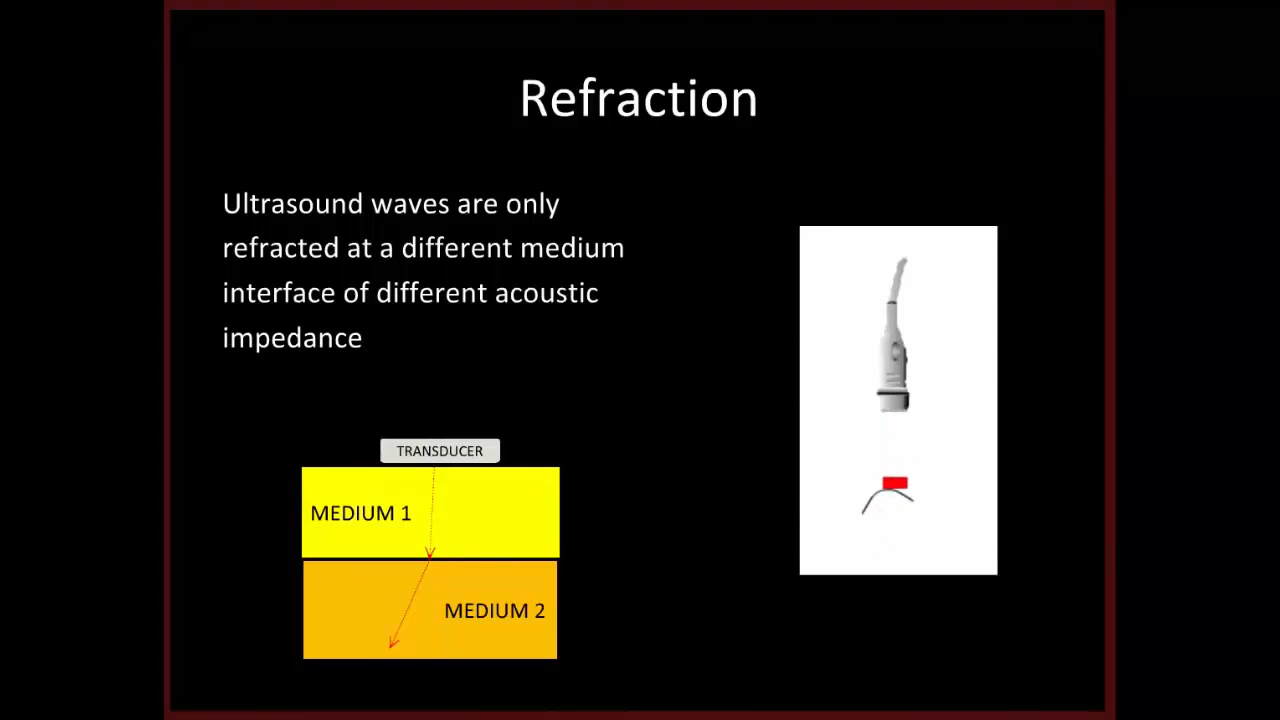 Refraction
Ultrasound waves are only
refracted at a different medium
interface of different acoustic
impedance
TRANSDUCER
MEDIUM 1
MEDIUM 2